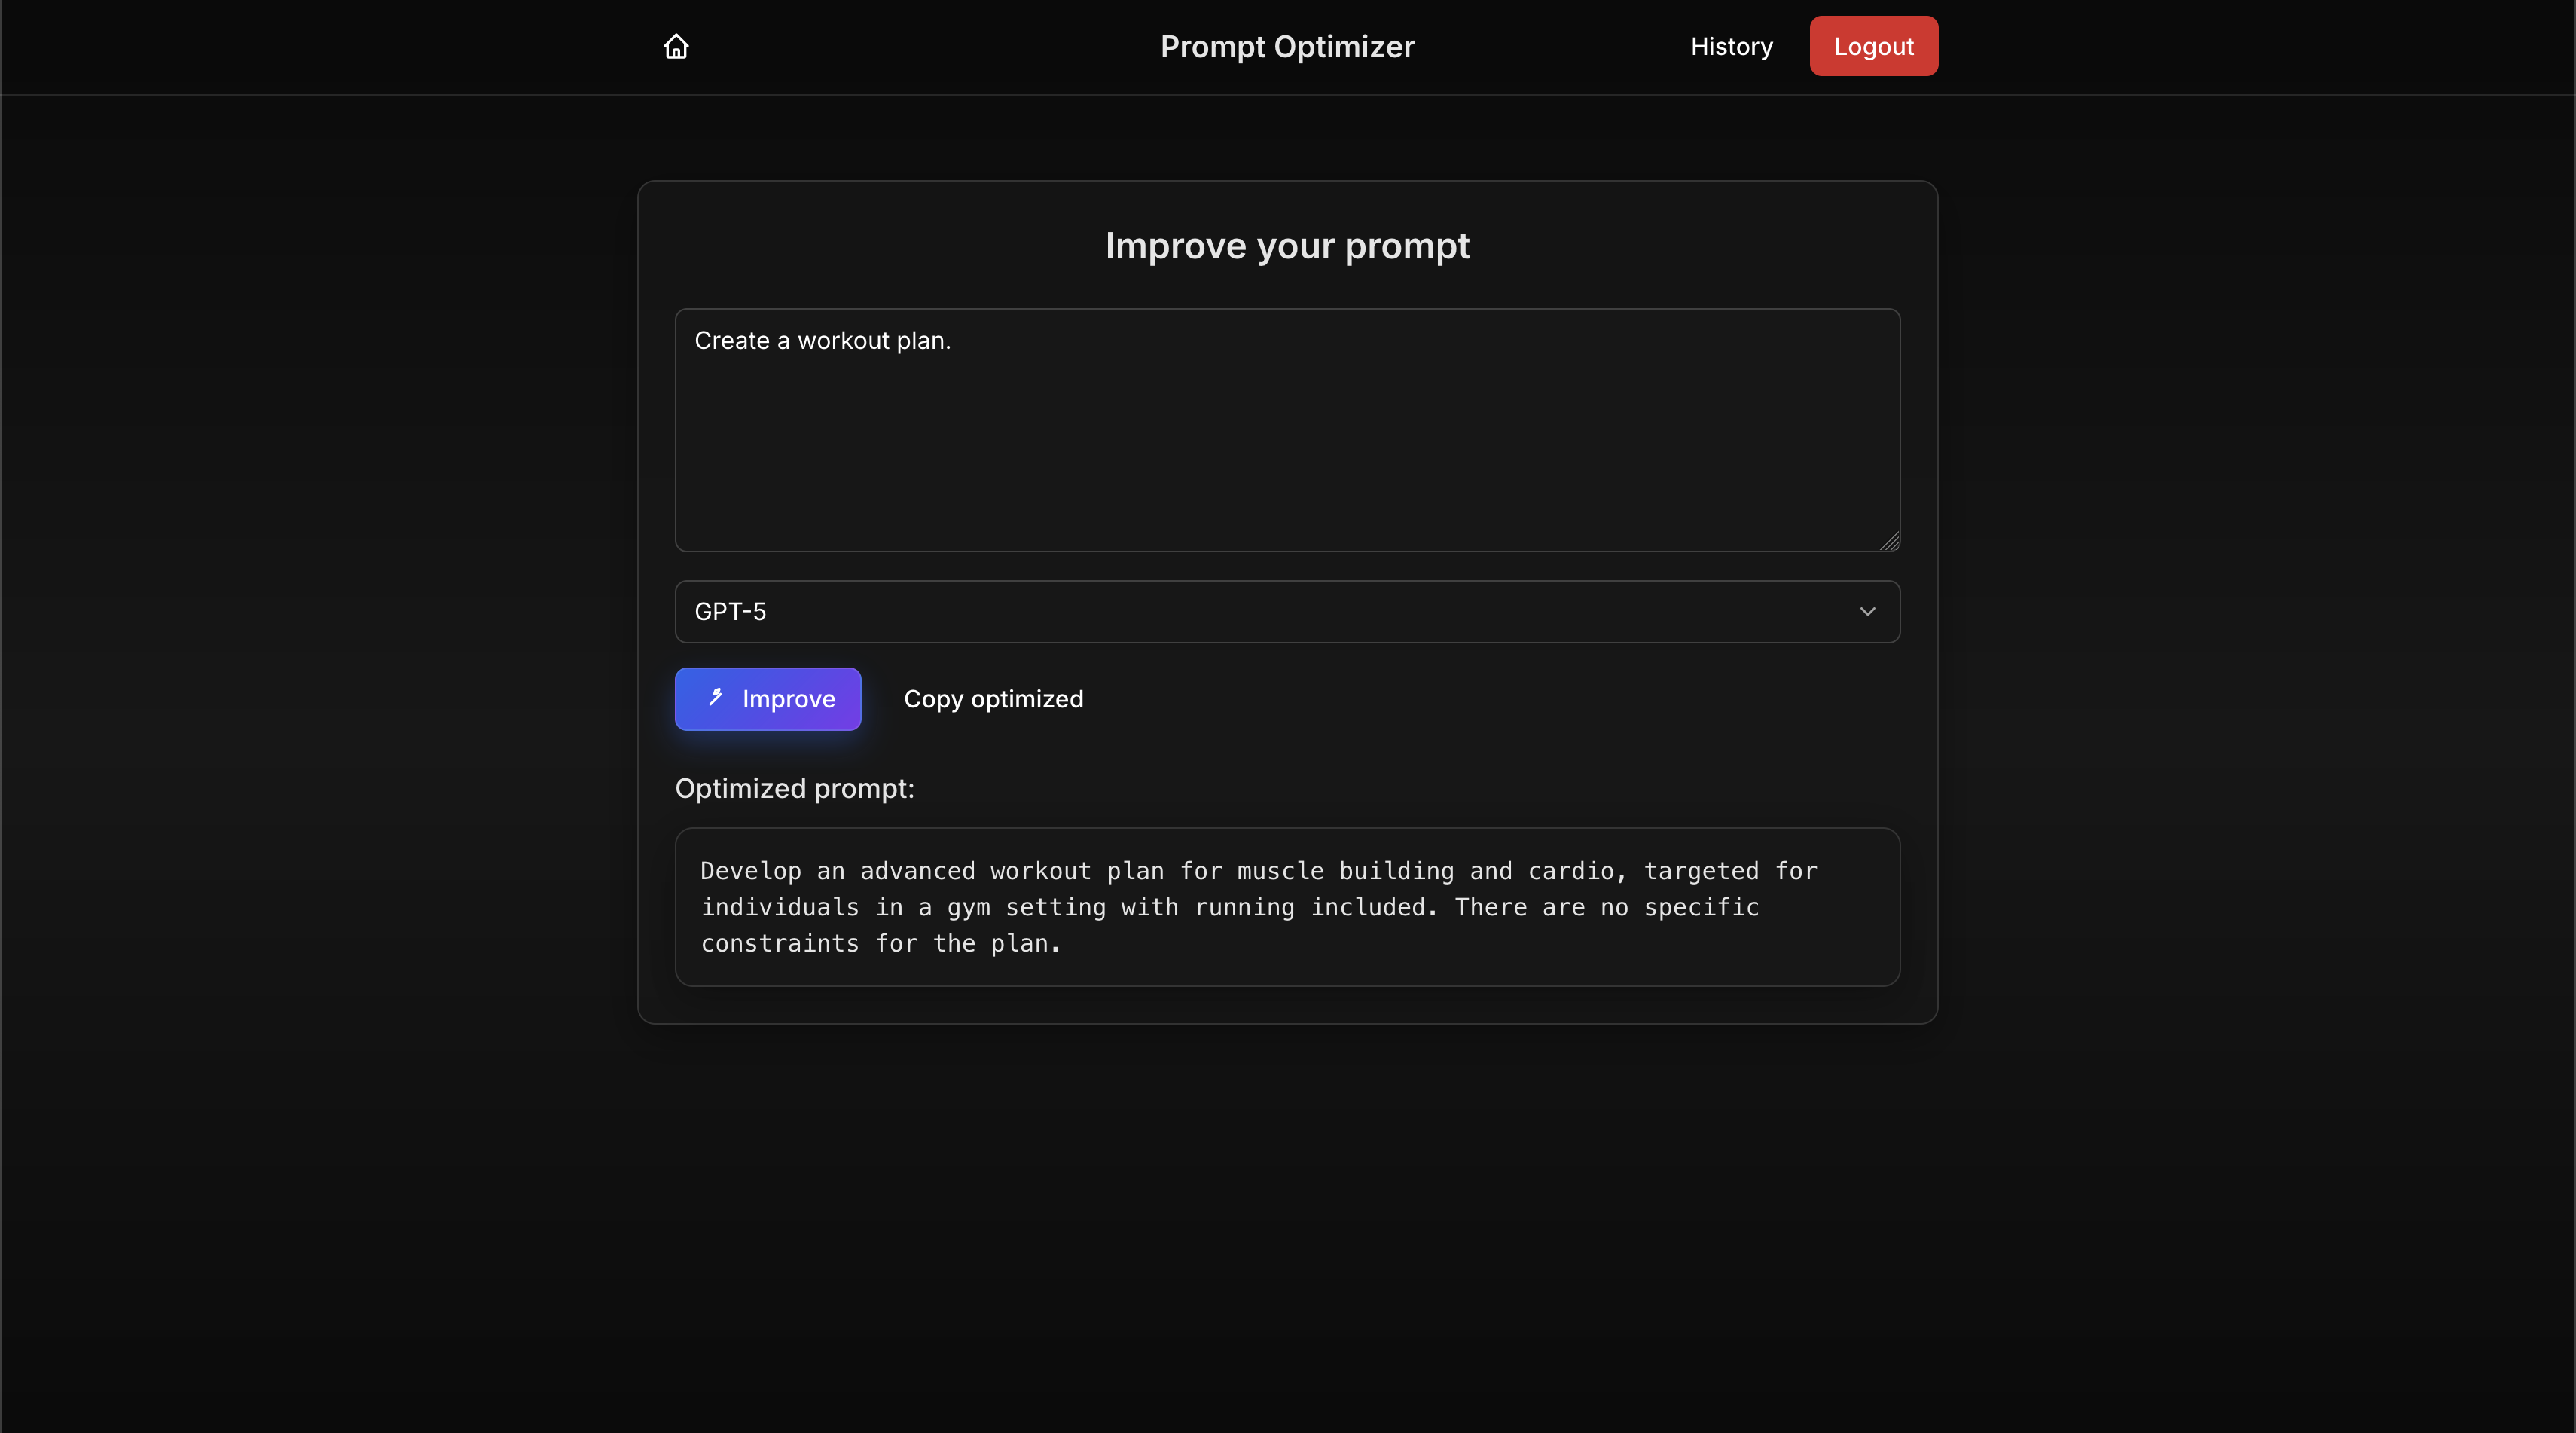 Prompt Optimizer
History
Logout
Improve your prompt
Create a workout plan.
GPT-5
Improve
Copy optimized
Optimized prompt:
Develop an advanced workout plan for muscle building and cardio, targeted for
individuals in a gym setting with running included. There are no specific
constraints for the plan.